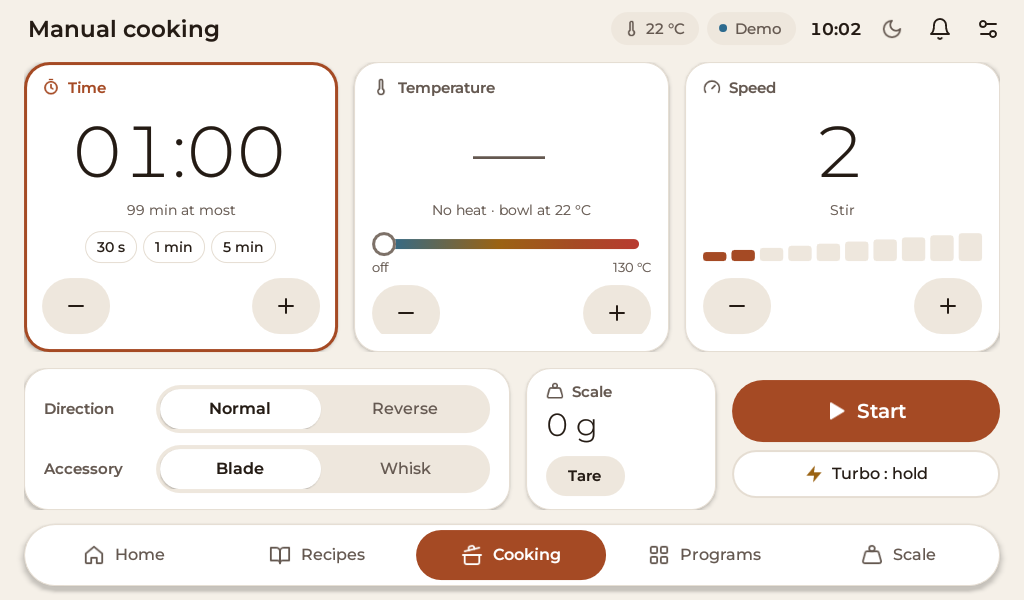 Manual cooking
22 °C
Demo
10:02
Time
01:00
99 min at most
30 s
1 min
5 min
− +
Temperature
—
No heat · bowl at 22 °C
off
130 °C
− +
Speed
2
Stir
− +
Direction
Normal
Reverse
Accessory
Blade
Whisk
Scale
0 g
Tare
Start
Turbo : hold
Home
Recipes
Cooking
Programs
Scale